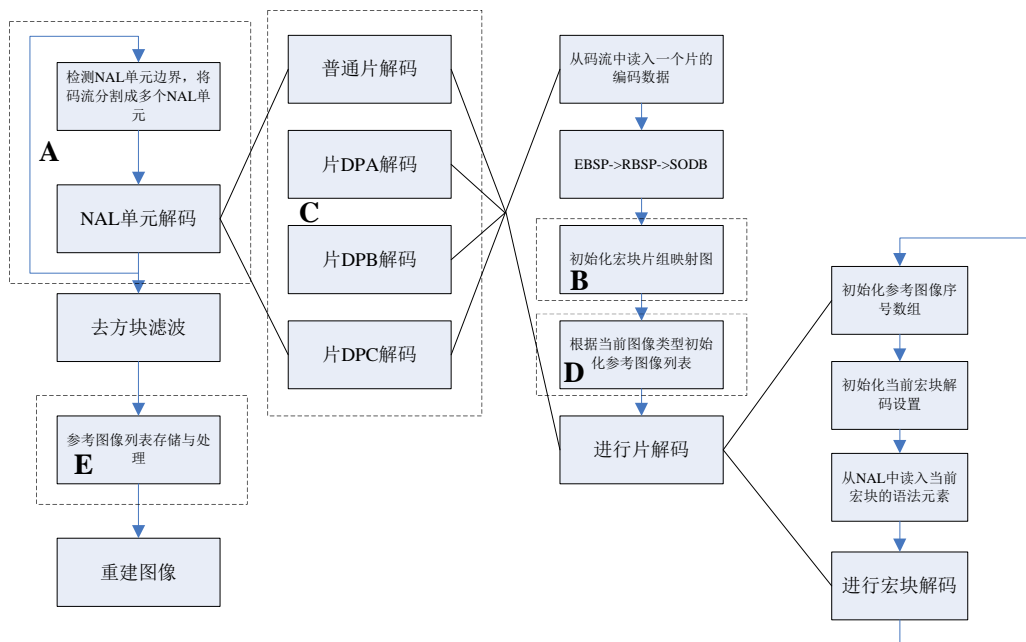 检测NAL单元边界，将
码流分割成多个NAL单
元
A
NAL单元解码
去方块滤波
参考图像列表存储与处
理
E
重建图像
普通片解码
片DPA解码
C
片DPB解码
片DPC解码
从码流中读入一个片的
编码数据
EBSP->RBSP->SODB
初始化宏块片组映射图
B
根据当前图像类型初始
化参考图像列表
D
进行片解码
初始化参考图像序
号数组
初始化当前宏块解
码设置
从NAL中读入当前
宏块的语法元素
进行宏块解码